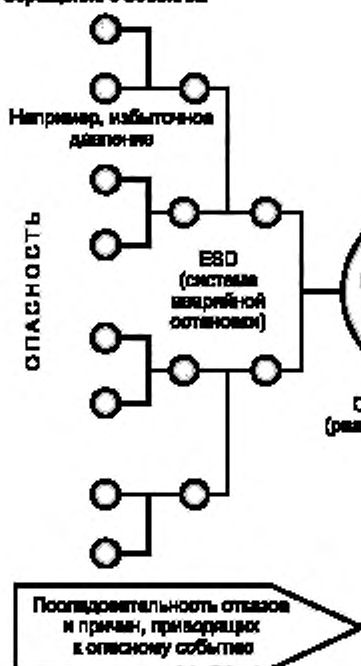 Например, избыточное
давление
ОПАСНОСТЬ
ESD
(система
аварийной
остановки)
Последовательность отказов
и причин, приводящих
к опасному событию